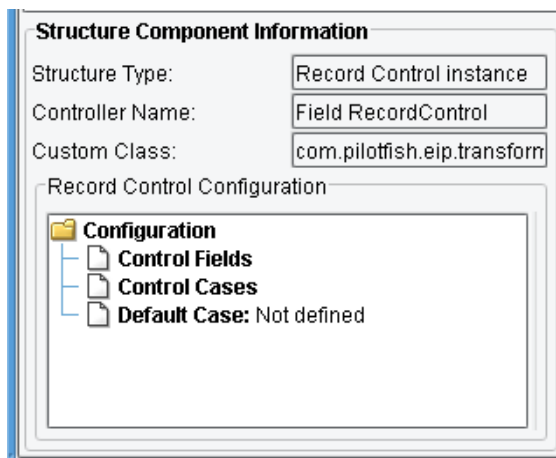 Structure Component Information
Structure Type: Record Control instance
Controller Name: Field RecordControl
Custom Class: com.pilotfish.eip.transform
Record Control Configuration
Configuration
Control Fields
Control Cases
Default Case: Not defined